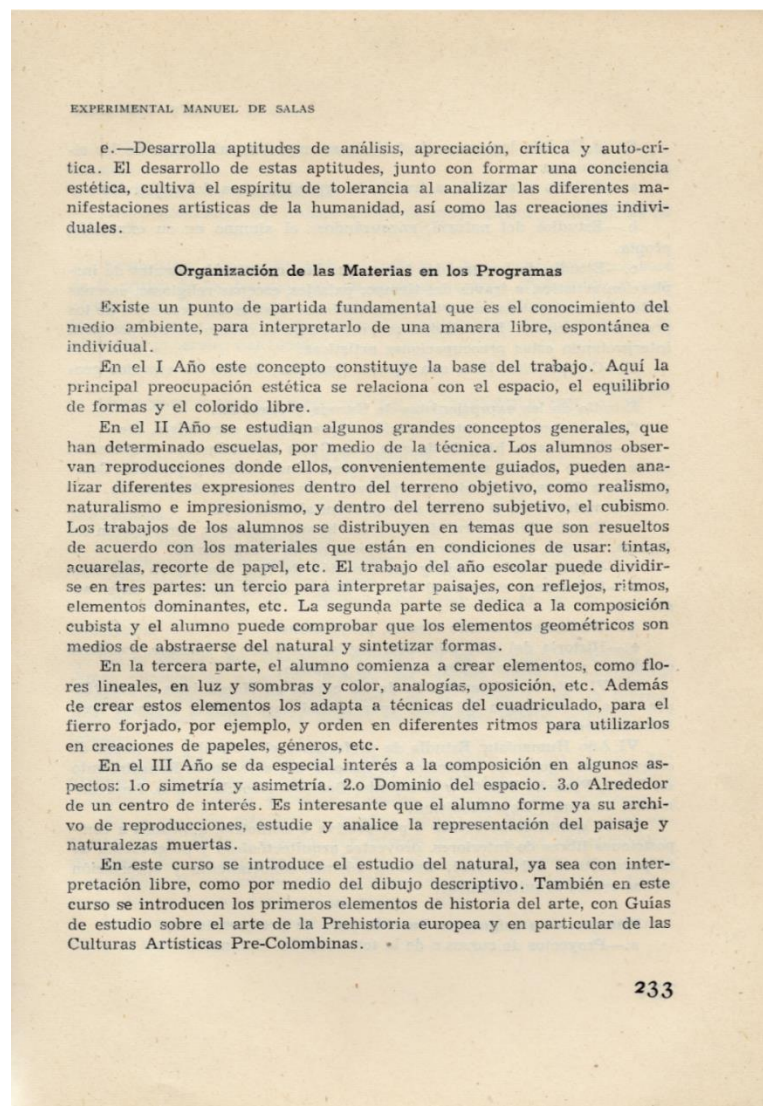 EXPERIMENTAL MANUEL DE SALAS
e.—Desarrolla aptitudes de análisis, apreciación, crítica y auto-crí-
tica. El desarrollo de estas aptitudes, junto con formar una conciencia
estética, cultiva el espíritu de tolerancia al analizar las diferentes ma-
nifestaciones artísticas de la humanidad, así como las creaciones indivi-
duales.
Organización de las Materias en los Programas
Existe un punto de partida fundamental que es el conocimiento del
medio ambiente, para interpretarlo de una manera libre, espontánea e
individual.
En el I Año este concepto constituye la base del trabajo. Aquí la
principal preocupación estética se relaciona con el espacio, el equilibrio
de formas y el colorido libre.
En el II Año se estudian algunos grandes conceptos generales, que
han determinado escuelas, por medio de la técnica. Los alumnos obser-
van reproducciones donde ellos, convenientemente guiados, pueden ana-
lizar diferentes expresiones dentro del terreno objetivo, como realismo,
naturalismo e impresionismo, y dentro del terreno subjetivo, el cubismo.
Los trabajos de los alumnos se distribuyen en temas que son resueltos
de acuerdo con los materiales que están en condiciones de usar: tintas,
acuarelas, recorte de papel, etc. El trabajo del año escolar puede dividir-
se en tres partes: un tercio para interpretar paisajes, con reflejos, ritmos,
elementos dominantes, etc. La segunda parte se dedica a la composición
cubista y el alumno puede comprobar que los elementos geométricos son
medios de abstraerse del natural y sintetizar formas.
En la tercera parte, el alumno comienza a crear elementos, como flo-
res lineales, en luz y sombras y color, analogías, oposición, etc. Además
de crear estos elementos los adapta a técnicas del cuadriculado, para el
fierro forjado, por ejemplo, y orden en diferentes ritmos para utilizarlos
en creaciones de papeles, géneros, etc.
En el III Año se da especial interés a la composición en algunos as-
pectos: 1.o simetría y asimetría. 2.o Dominio del espacio. 3.o Alrededor
de un centro de interés. Es interesante que el alumno forme ya su archi-
vo de reproducciones, estudie y analice la representación del paisaje y
naturalezas muertas.
En este curso se introduce el estudio del natural, ya sea con inter-
pretación libre, como por medio del dibujo descriptivo. También en este
curso se introducen los primeros elementos de historia del arte, con Guías
de estudio sobre el arte de la Prehistoria europea y en particular de las
Culturas Artísticas Pre-Colombinas.
233